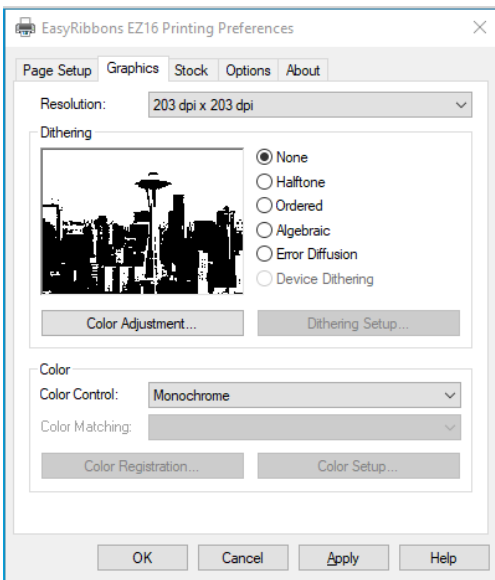 EasyRibbons EZ16 Printing Preferences
Page Setup Graphics Stock Options About
Resolution: 203 dpi x 203 dpi
Dithering
None
Halftone
Ordered
Algebraic
Error Diffusion
Device Dithering
Color Adjustment... Dithering Setup...
Color
Color Control: Monochrome
Color Matching:
Color Registration... Color Setup...
OK Cancel Apply Help